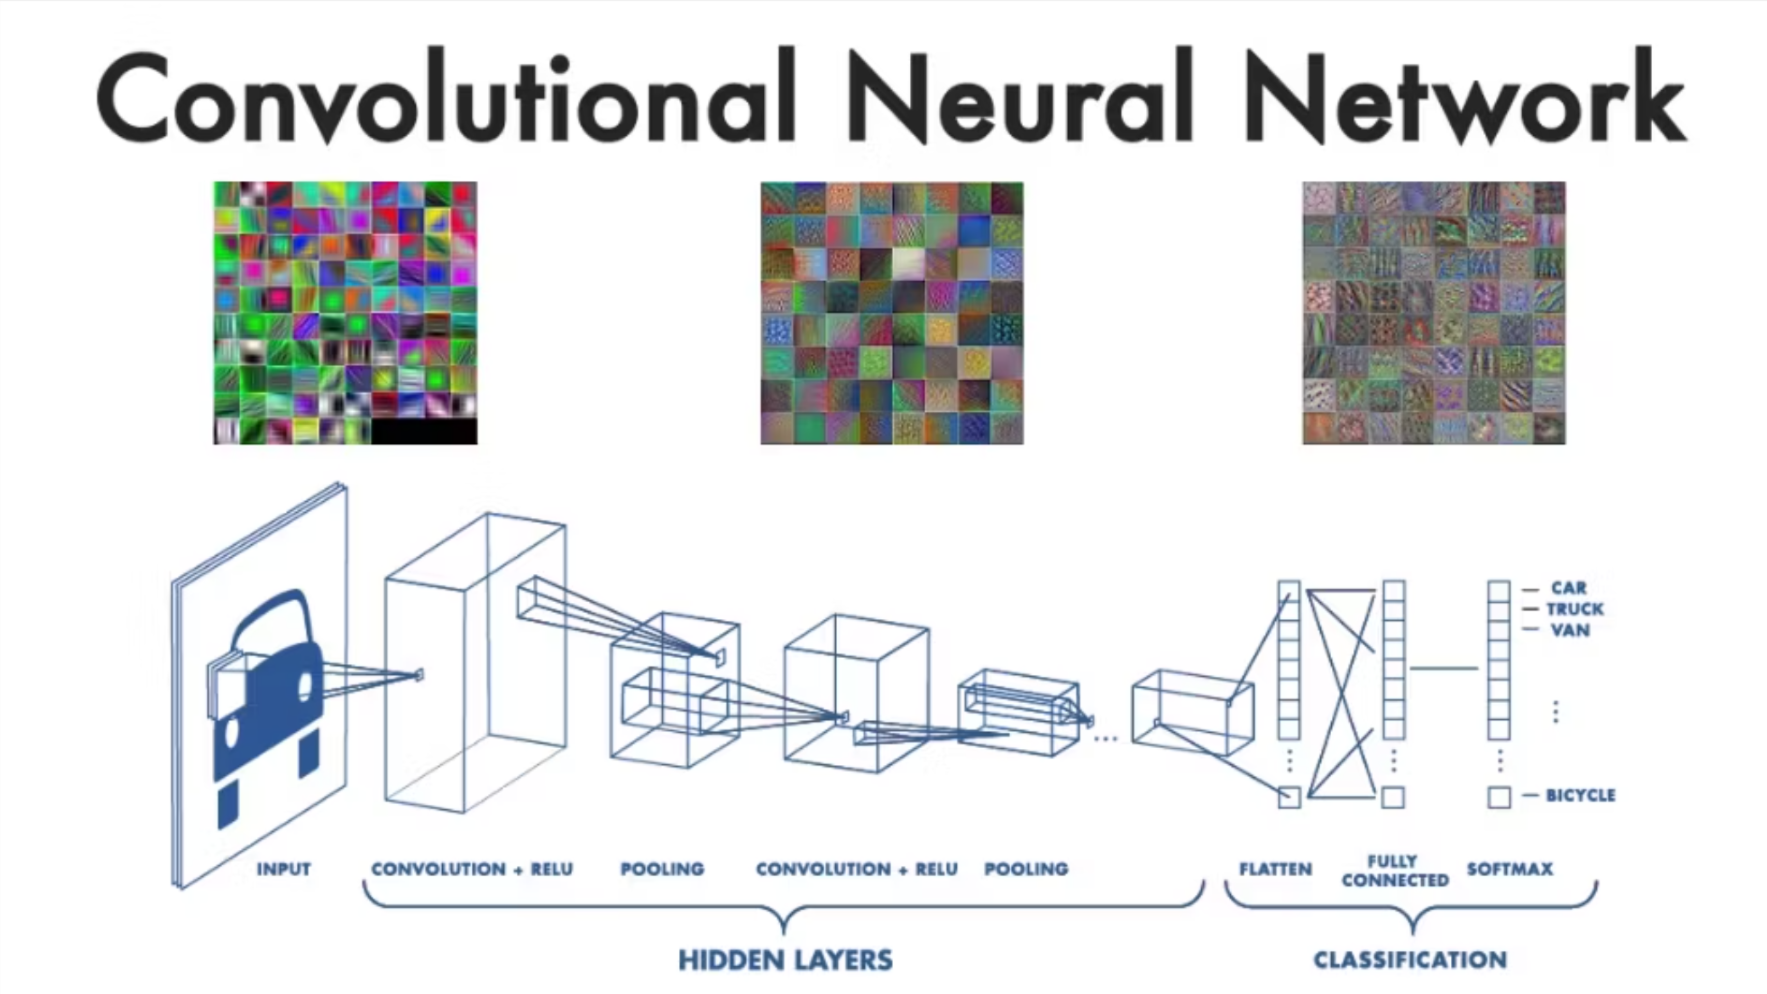 Convolutional Neural Network
CAR
TRUCK
VAN
BICYCLE
INPUT
CONVOLUTION + RELU
POOLING
CONVOLUTION + RELU
POOLING
FLATTEN
FULLY
CONNECTED
SOFTMAX
HIDDEN LAYERS
CLASSIFICATION